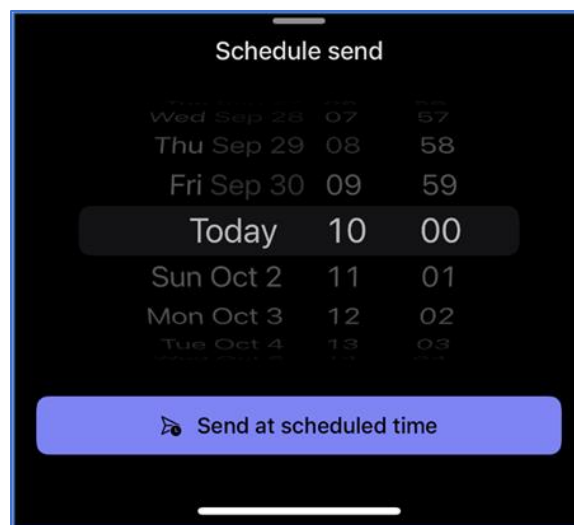 Schedule send
Wed Sep 28 07 57
Thu Sep 29 08 58
Fri Sep 30 09 59
Today 10 00
Sun Oct 2 11 01
Mon Oct 3 12 02
Tue Oct 4 13 03
Send at scheduled time